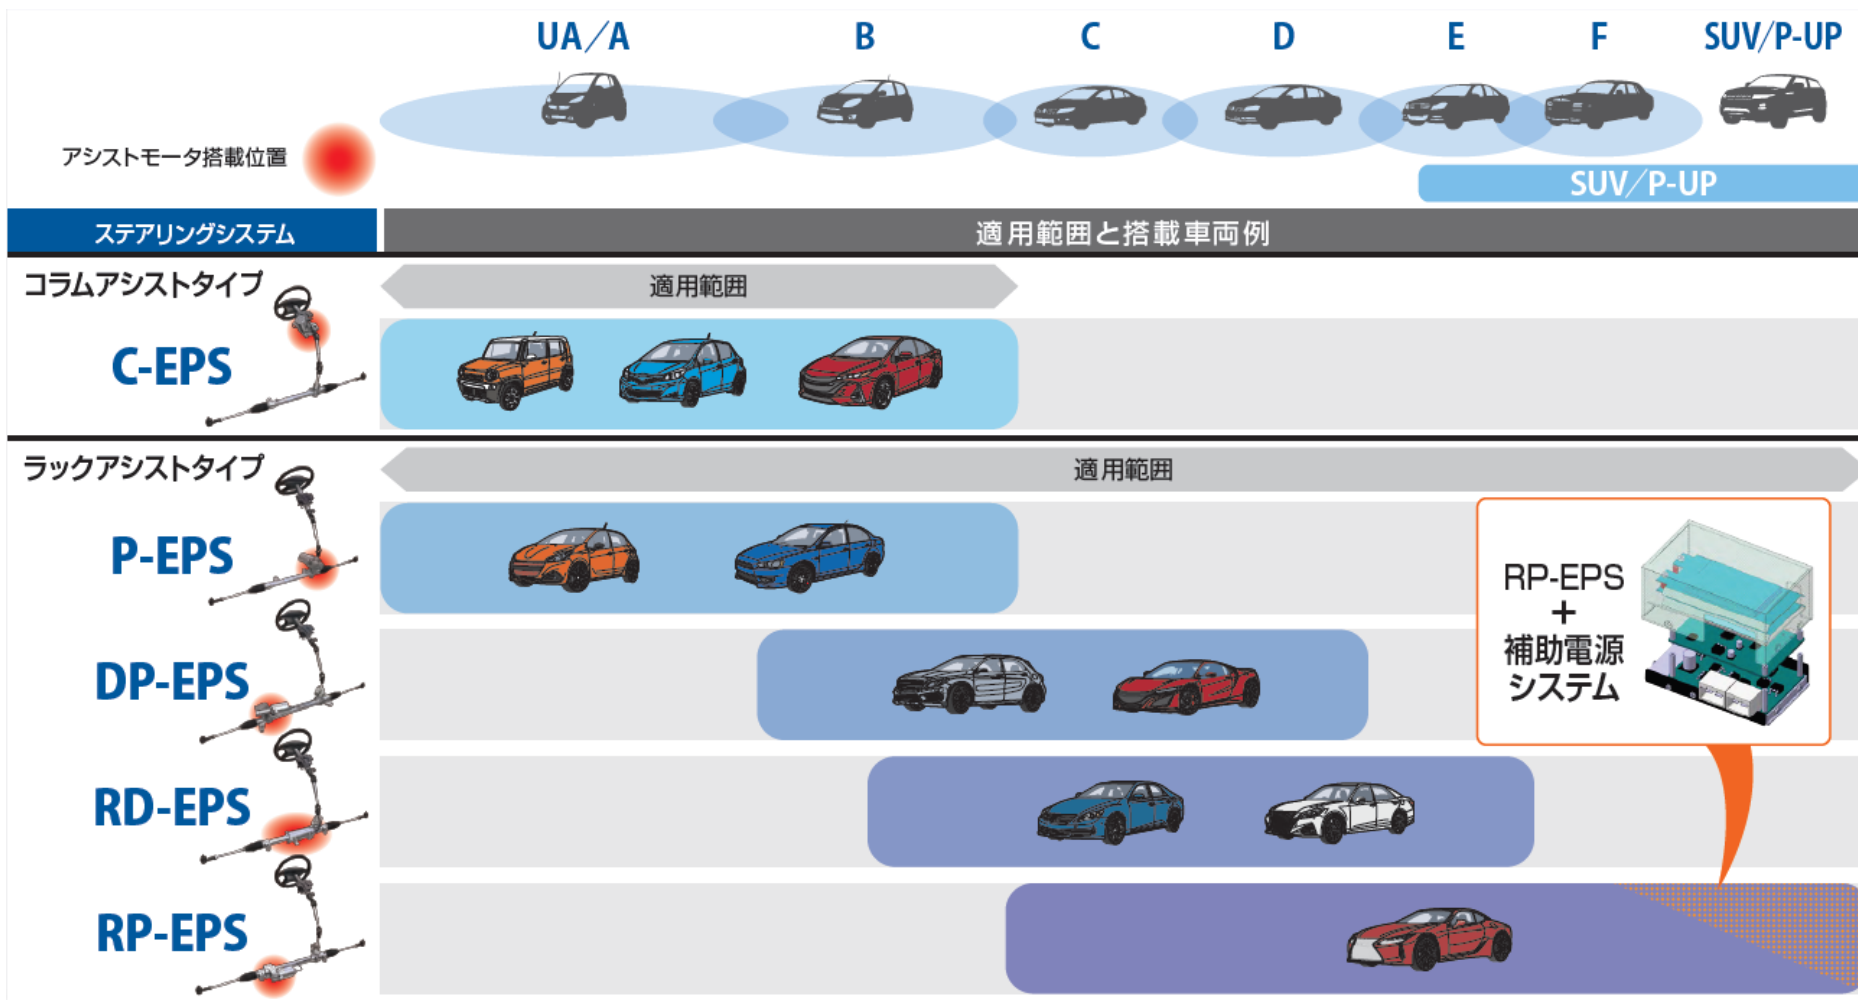 UA/A
B
C
D
E
F
SUV/P-UP
アシストモータ搭載位置
SUV/P-UP
ステアリングシステム
適用範囲と搭載車両例
コラムアシストタイプ
適用範囲
C-EPS
ラックアシストタイプ
適用範囲
P-EPS
RP-EPS
+
補助電源
システム
DP-EPS
RD-EPS
RP-EPS